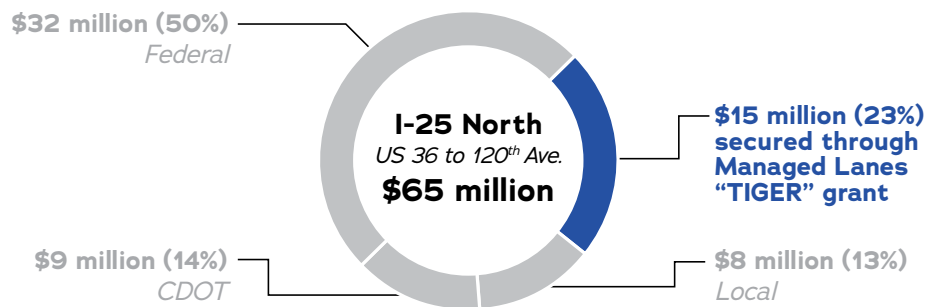 $32 million (50%)
Federal
I-25 North
US 36 to 120th Ave.
$65 million
$15 million (23%)
secured through
Managed Lanes
“TIGER” grant
$9 million (14%)
CDOT
$8 million (13%)
Local